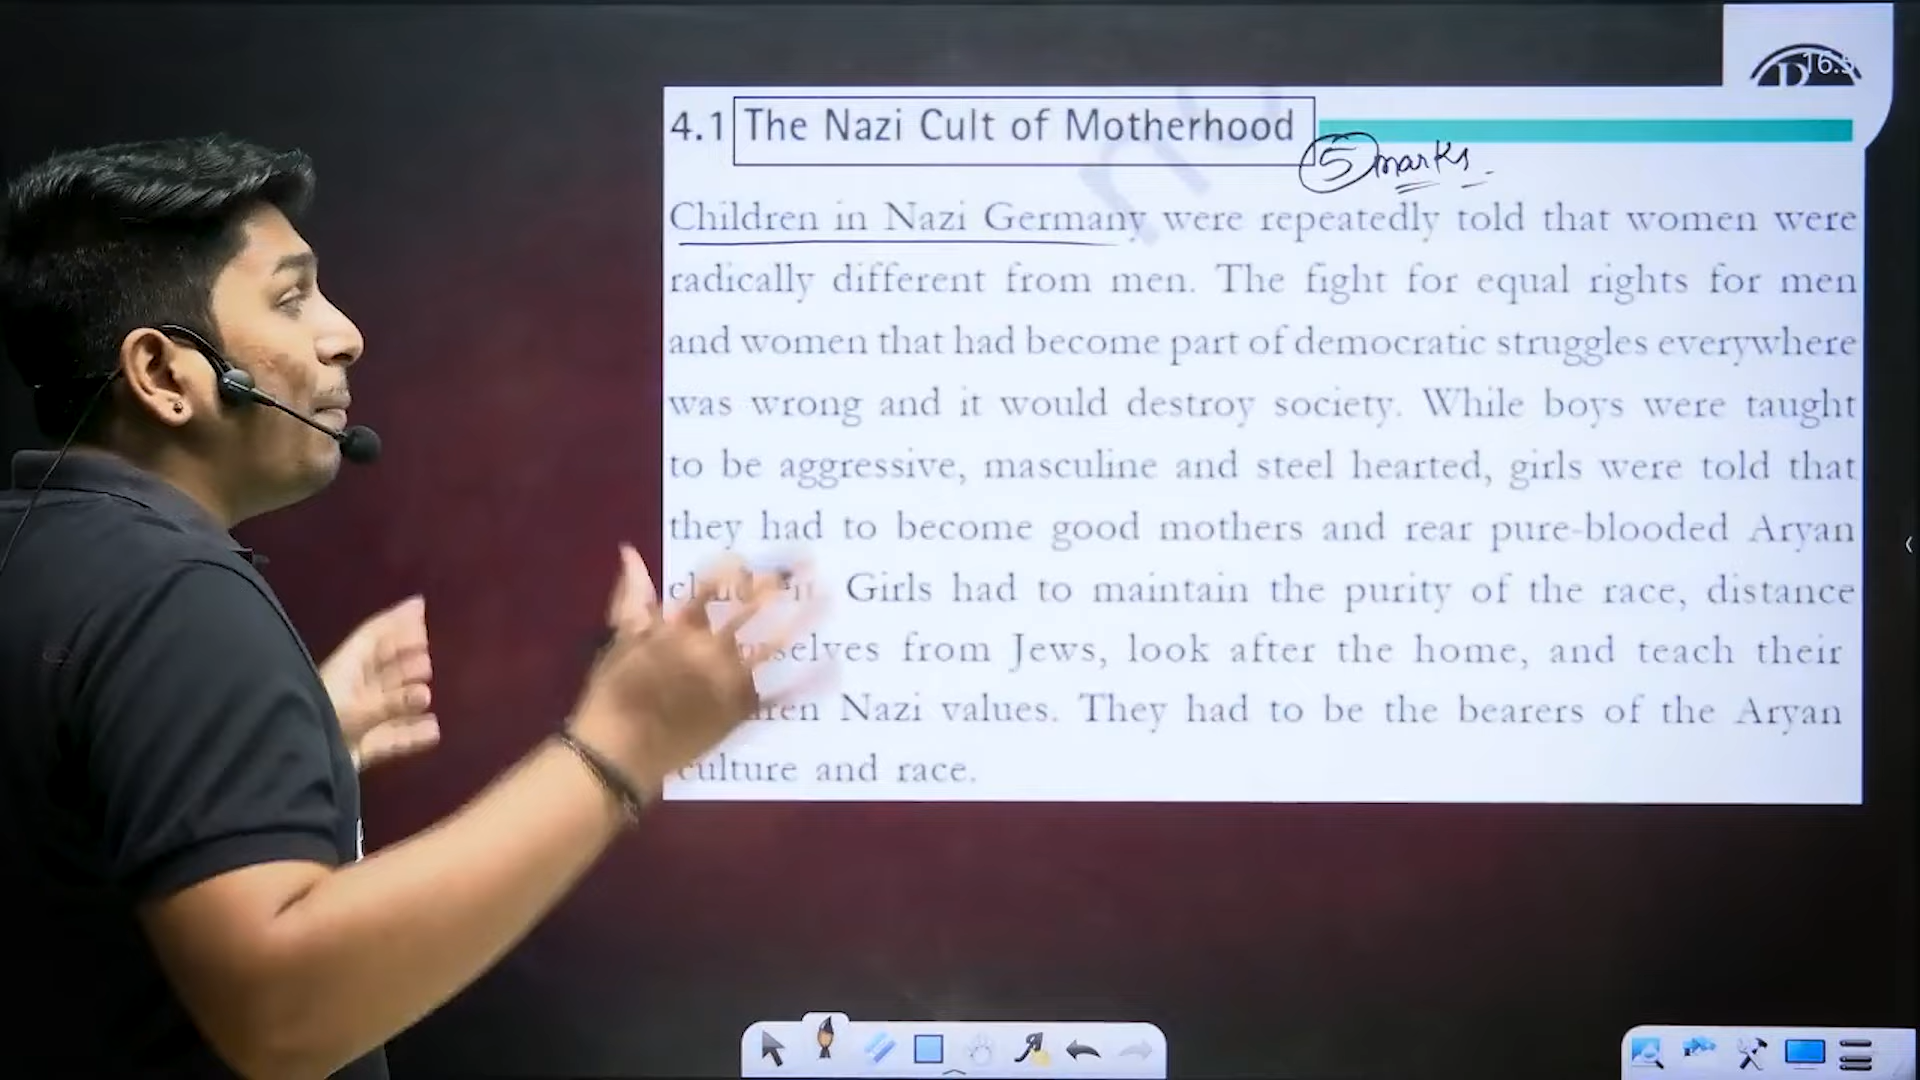 4.1 The Nazi Cult of Motherhood
5 marks.
Children in Nazi Germany were repeatedly told that women were
radically different from men. The fight for equal rights for men
and women that had become part of democratic struggles everywhere
was wrong and it would destroy society. While boys were taught
to be aggressive, masculine and steel hearted, girls were told that
they had to become good mothers and rear pure-blooded Aryan
Girls had to maintain the purity of the race, distance
from Jews, look after the home, and teach their
Nazi values. They had to be the bearers of the Aryan
culture and race.